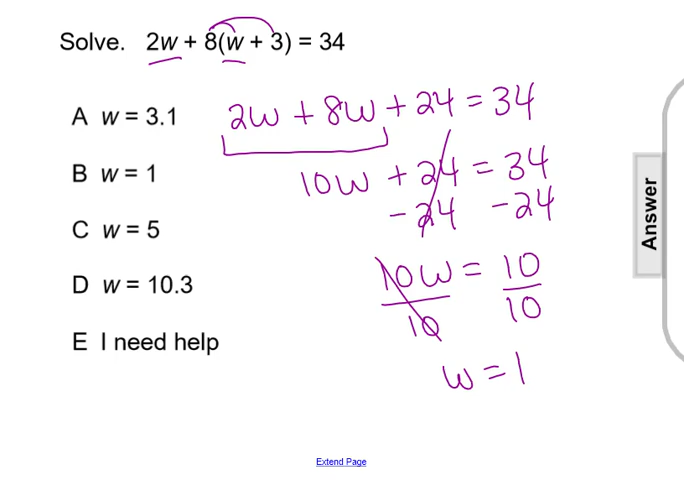 Solve. 2w + 8(w + 3) = 34
A w = 3.1
B w = 1
C w = 5
D w = 10.3
E I need help
2w + 8w + 24 = 34
10w + 24 = 34
- 24 - 24
10w = 10
10 10
w = 1
Answer
Extend Page